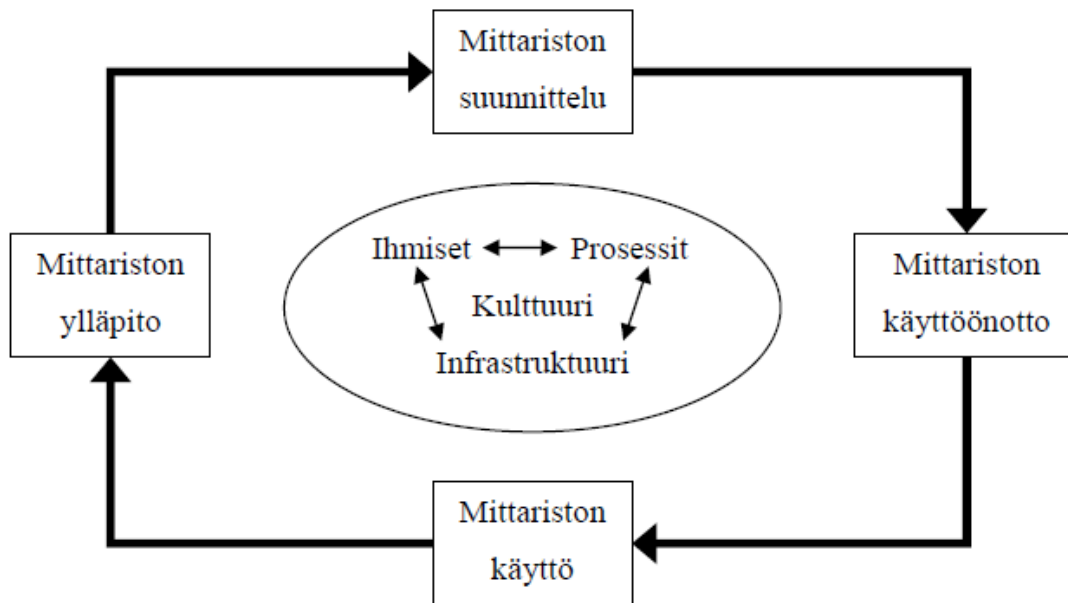 Mittariston
suunnittelu
Ihmiset Prosessit
Kulttuuri
Infrastruktuuri
Mittariston
ylläpito
Mittariston
käyttöönotto
Mittariston
käyttö